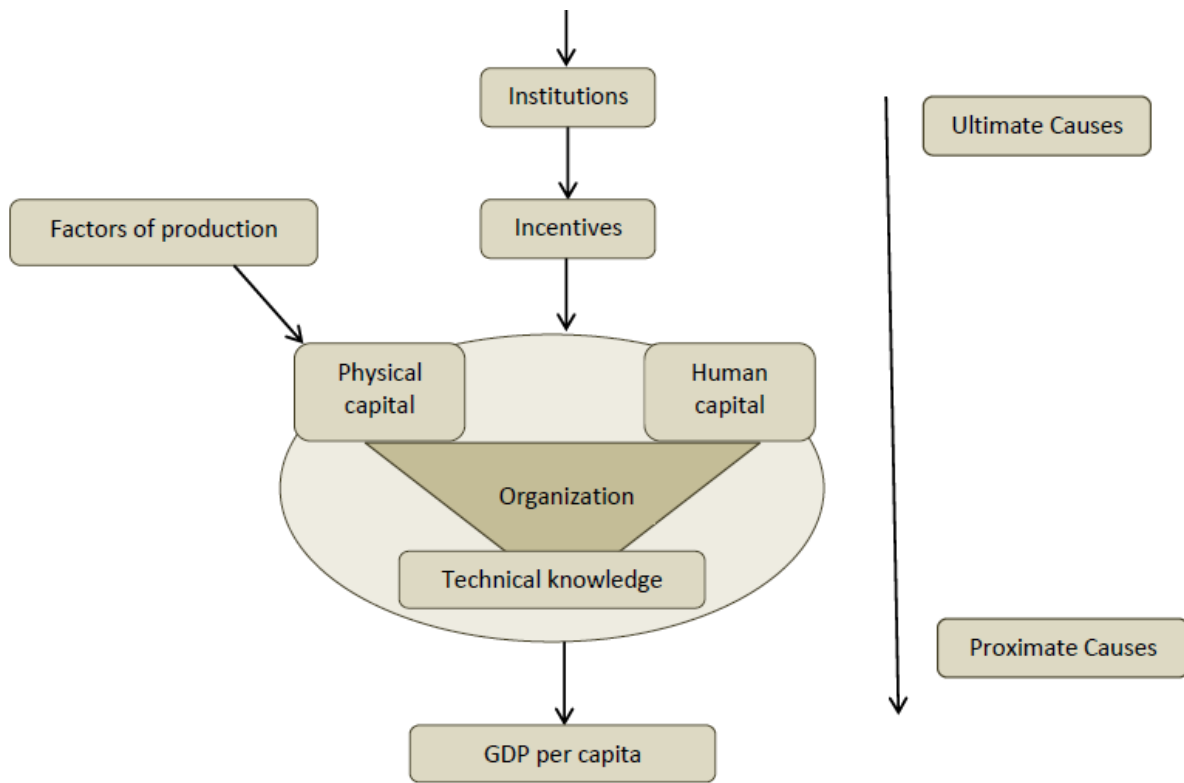 Institutions
Ultimate Causes
Factors of production
Incentives
Physical
capital
Human
capital
Organization
Technical knowledge
Proximate Causes
GDP per capita